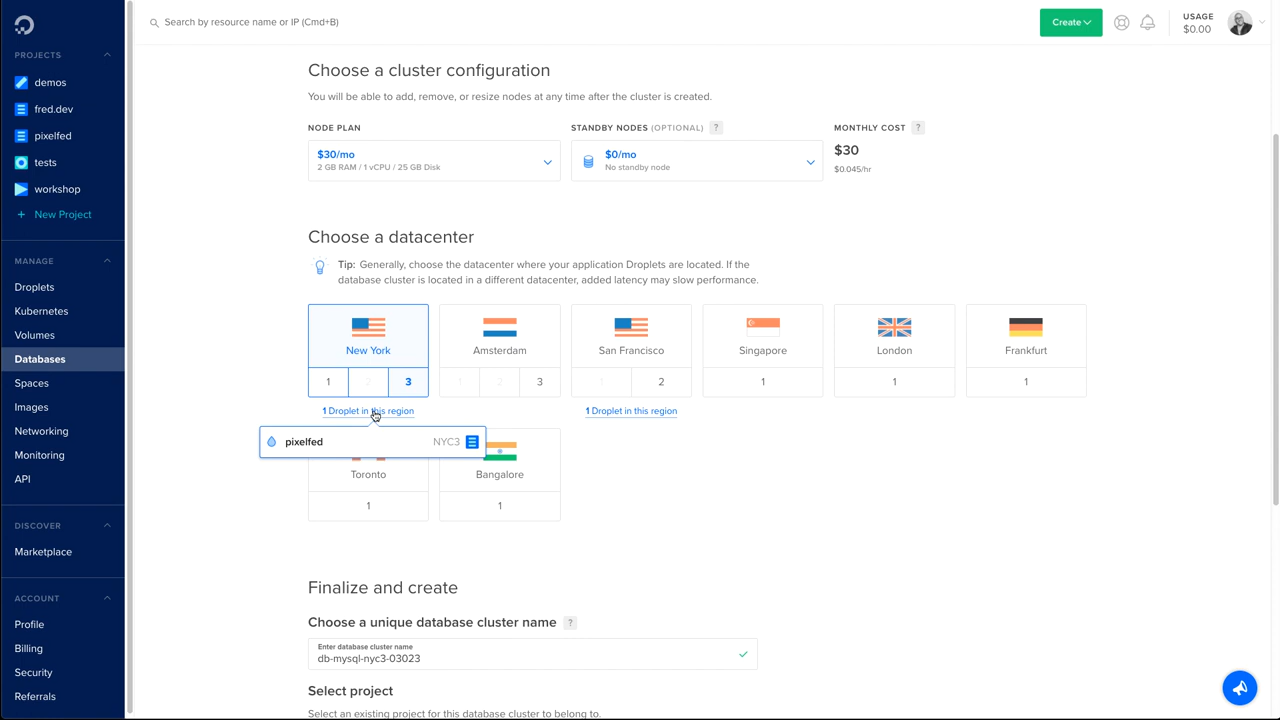 Search by resource name or IP (Cmd+B)
Create
USAGE
$0.00
PROJECTS
demos
fred.dev
pixelfed
tests
workshop
+ New Project
MANAGE
Droplets
Kubernetes
Volumes
Databases
Spaces
Images
Networking
Monitoring
API
DISCOVER
Marketplace
ACCOUNT
Profile
Billing
Security
Referrals
Choose a cluster configuration
You will be able to add, remove, or resize nodes at any time after the cluster is created.
NODE PLAN
STANDBY NODES (OPTIONAL) ?
MONTHLY COST ?
$30/mo
2 GB RAM / 1 vCPU / 25 GB Disk
$0/mo
No standby node
$30
$0.045/hr
Choose a datacenter
Tip: Generally, choose the datacenter where your application Droplets are located. If the
database cluster is located in a different datacenter, added latency may slow performance.
New York
Amsterdam
San Francisco
Singapore
London
Frankfurt
1 2 3
1 2 3
1 2
1
1
1
1 Droplet in this region
1 Droplet in this region
pixelfed NYC3
Toronto
Bangalore
1
1
Finalize and create
Choose a unique database cluster name ?
Enter database cluster name
db-mysql-nyc3-03023
Select project
Select an existing project for this database cluster to belong to.